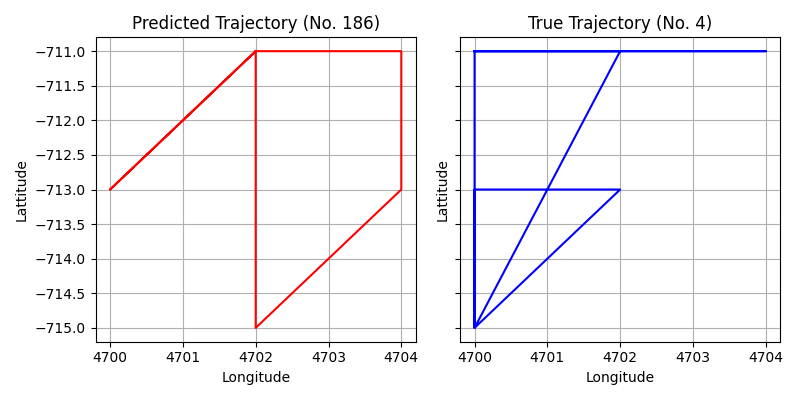 Predicted Trajectory (No. 186)
True Trajectory (No. 4)
−711.0
−711.5
−712.0
−712.5
−713.0
−713.5
−714.0
−714.5
−715.0
Lattitude
Lattitude
4700 4701 4702 4703 4704
4700 4701 4702 4703 4704
Longitude
Longitude